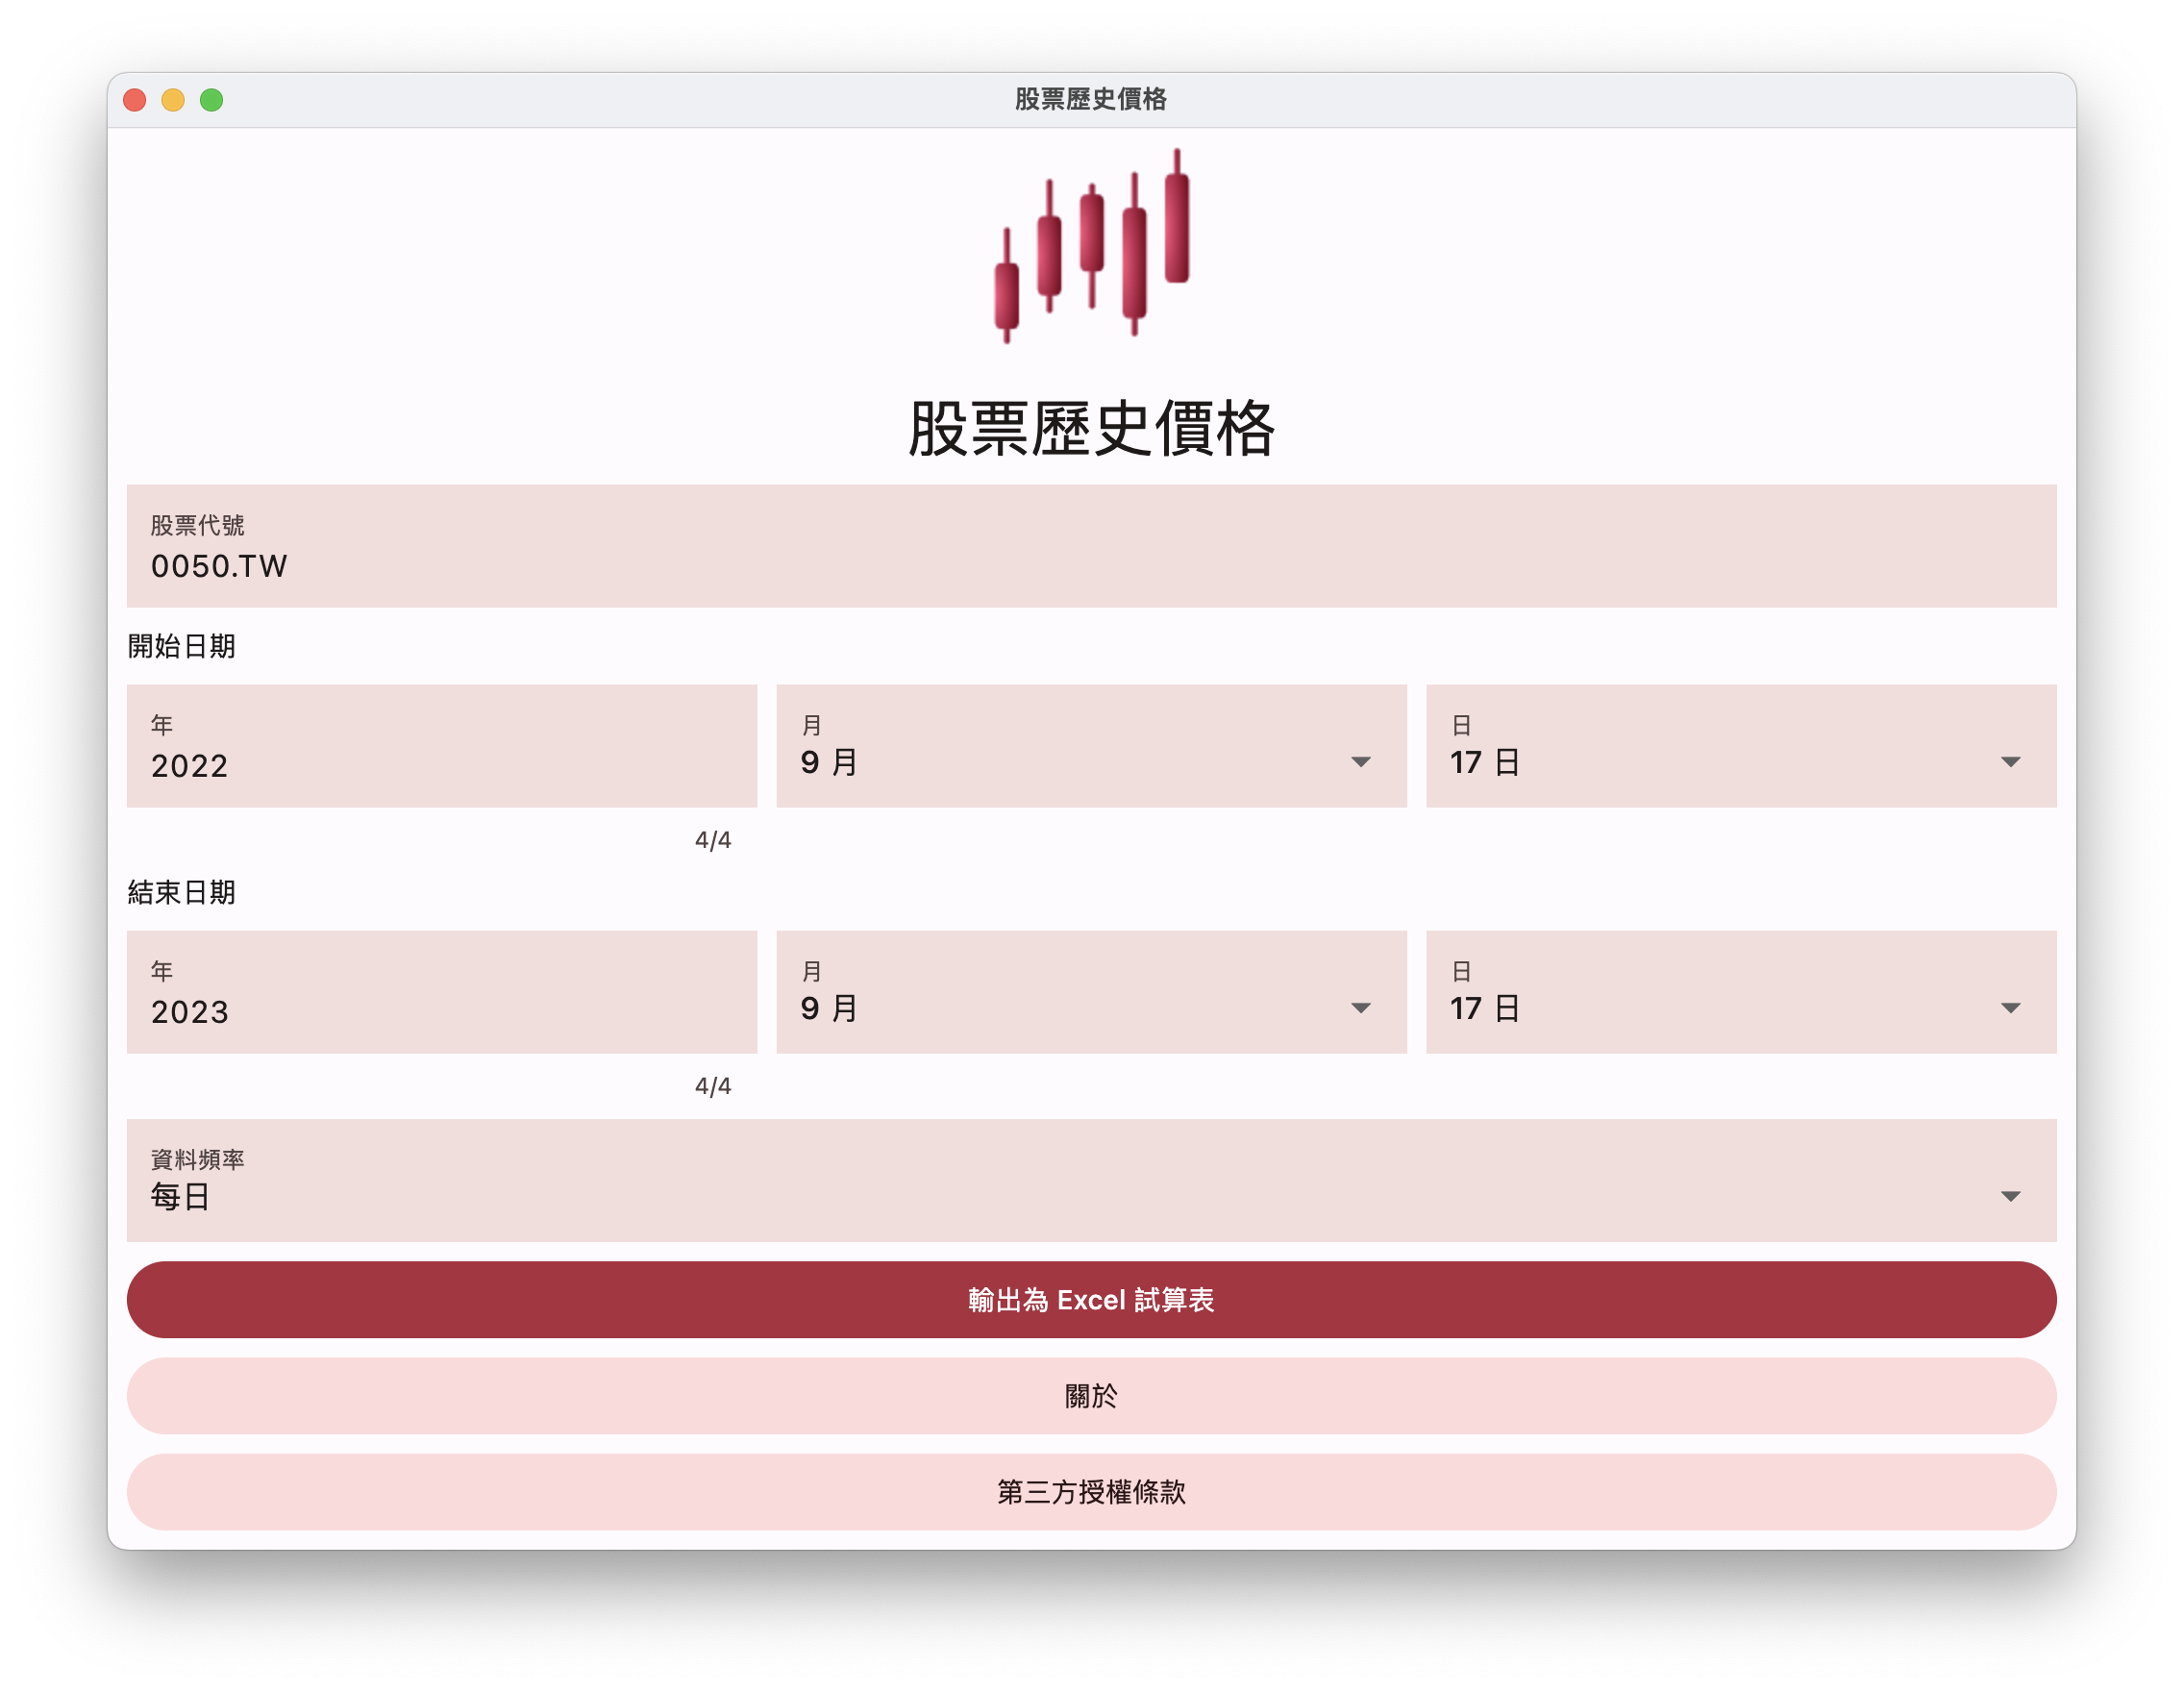 股票歷史價格
股票歷史價格
股票代號
0050.TW
開始日期
年
2022
月
9 月
日
17 日
4/4
結束日期
年
2023
月
9 月
日
17 日
4/4
資料頻率
每日
輸出為 Excel 試算表
關於
第三方授權條款